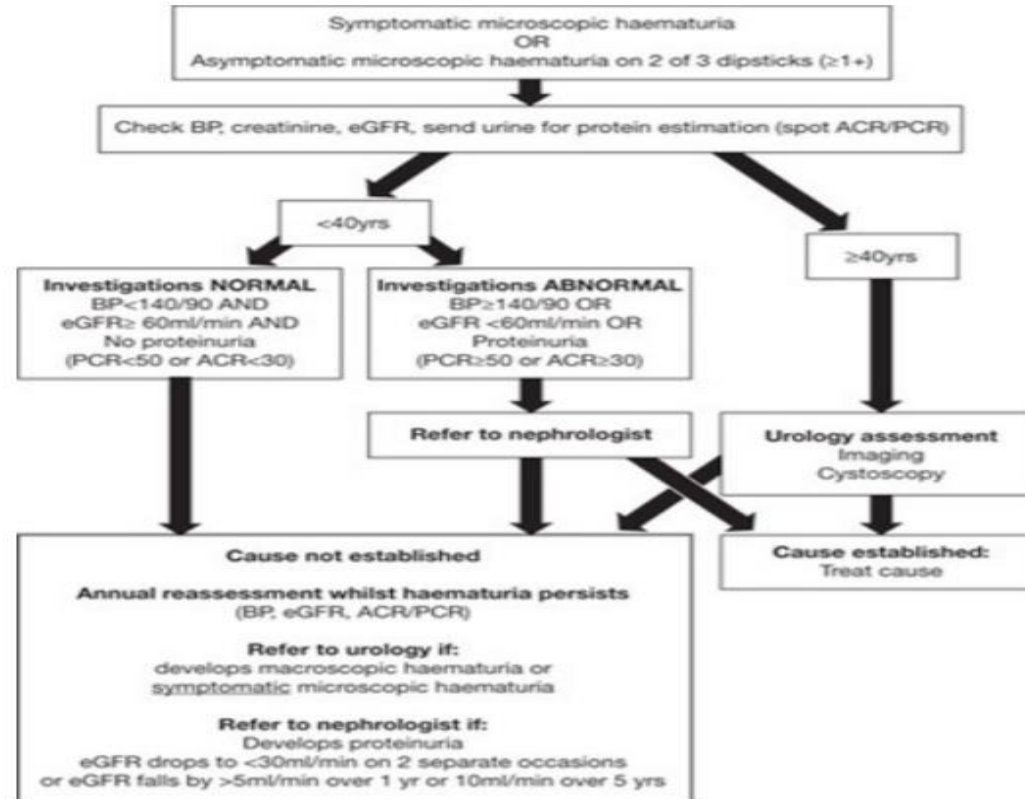 Symptomatic microscopic haematuria
OR
Asymptomatic microscopic haematuria on 2 of 3 dipsticks (≥1+)
Check BP, creatinine, eGFR, send urine for protein estimation (spot ACR/PCR)
<40yrs
≥40yrs
Investigations NORMAL
BP<140/90 AND
eGFR≥ 60ml/min AND
No proteinuria
(PCR<50 or ACR<30)
Investigations ABNORMAL
BP≥140/90 OR
eGFR <60ml/min OR
Proteinuria
(PCR≥50 or ACR≥30)
Refer to nephrologist
Urology assessment
Imaging
Cystoscopy
Cause not established
Annual reassessment whilst haematuria persists
(BP, eGFR, ACR/PCR)
Refer to urology if:
develops macroscopic haematuria or
symptomatic microscopic haematuria
Refer to nephrologist if:
Develops proteinuria
eGFR drops to <30ml/min on 2 separate occasions
or eGFR falls by >5ml/min over 1 yr or 10ml/min over 5 yrs
Cause established:
Treat cause